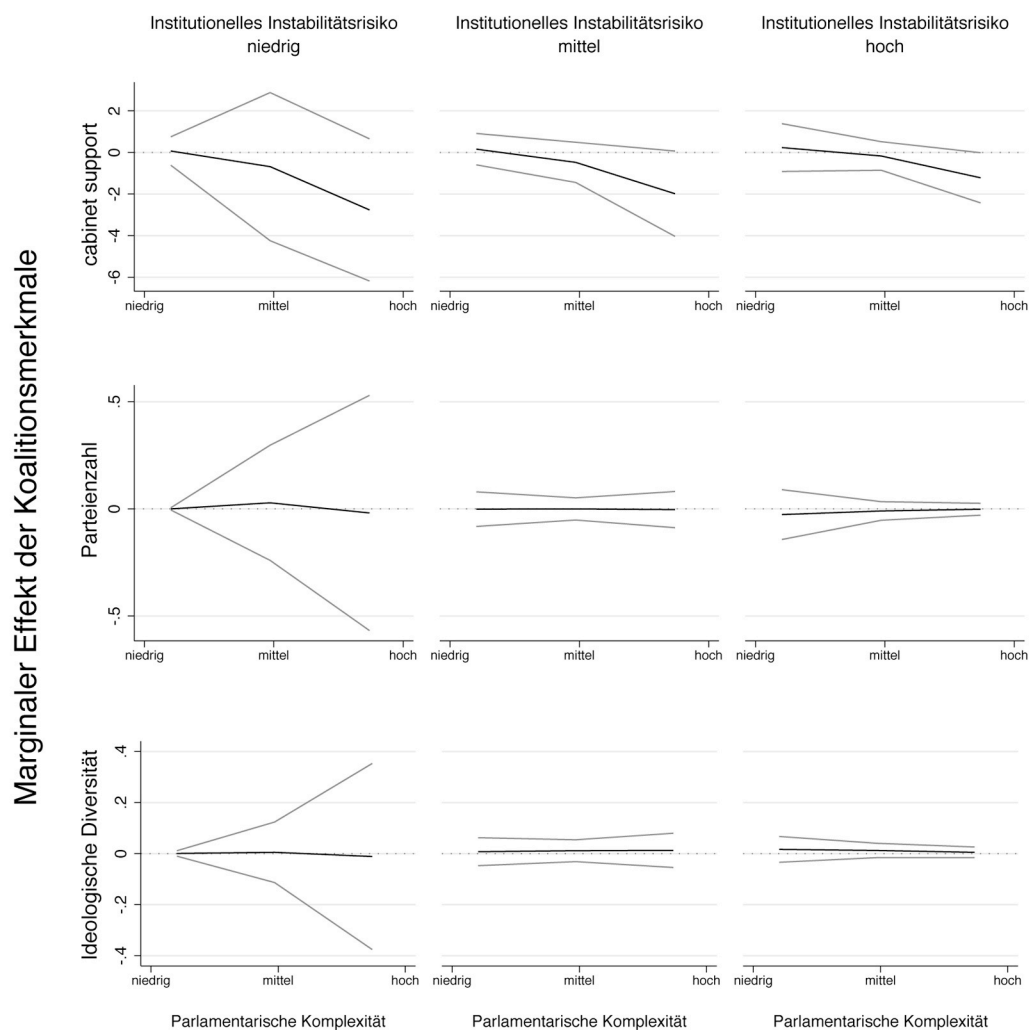 Institutionelles Instabilitätsrisiko
niedrig
Institutionelles Instabilitätsrisiko
mittel
Institutionelles Instabilitätsrisiko
hoch
Marginaler Effekt der Koalitionsmerkmale
cabinet support
2
0
-2
-4
-6
niedrig mittel hoch
niedrig mittel hoch
niedrig mittel hoch
Parteienzahl
.5
0
-.5
niedrig mittel hoch
niedrig mittel hoch
niedrig mittel hoch
Ideologische Diversität
.4
.2
0
-.2
-.4
niedrig mittel hoch
niedrig mittel hoch
niedrig mittel hoch
Parlamentarische Komplexität
Parlamentarische Komplexität
Parlamentarische Komplexität